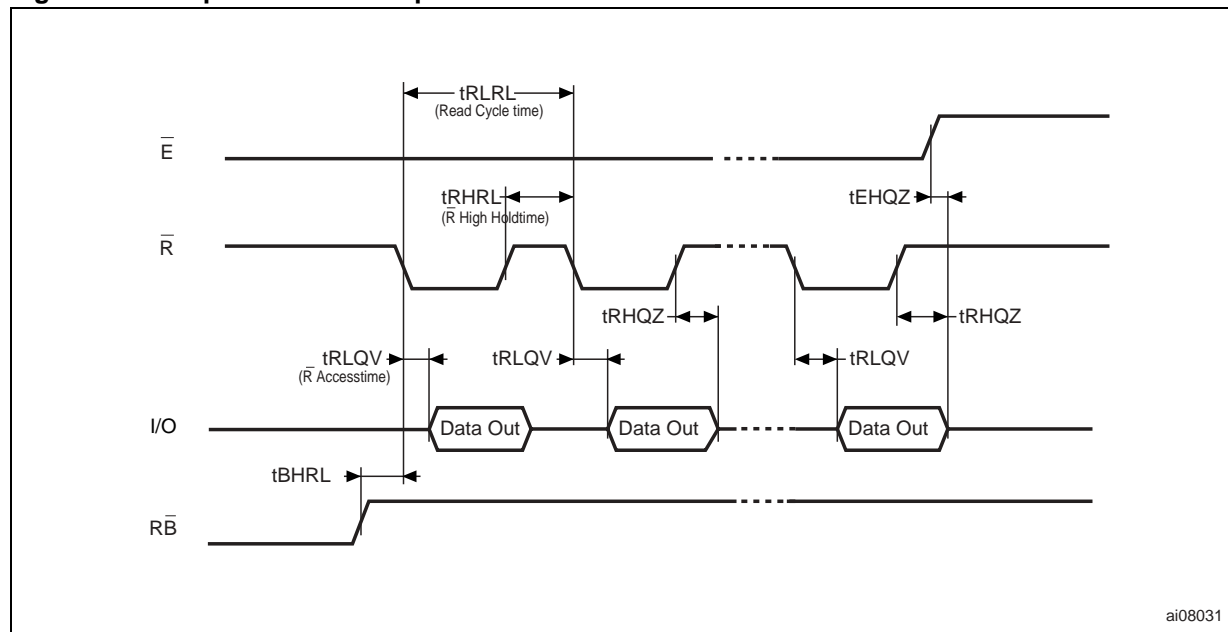 tRLRL
(Read Cycle time)
E̅
tRHRL
(R̅ High Holdtime)
tEHQZ
R̅
tRHQZ
tRHQZ
tRLQV
(R̅ Accesstime)
tRLQV
tRLQV
I/O
Data Out
Data Out
Data Out
tBHRL
RB̅
ai08031